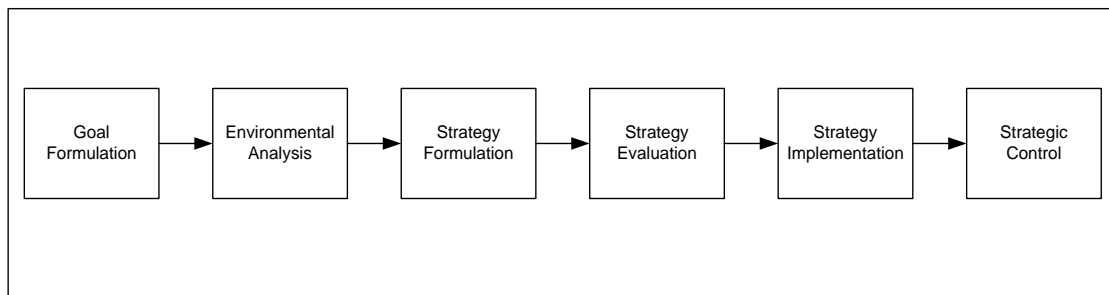 Goal
Formulation
Environmental
Analysis
Strategy
Formulation
Strategy
Evaluation
Strategy
Implementation
Strategic
Control